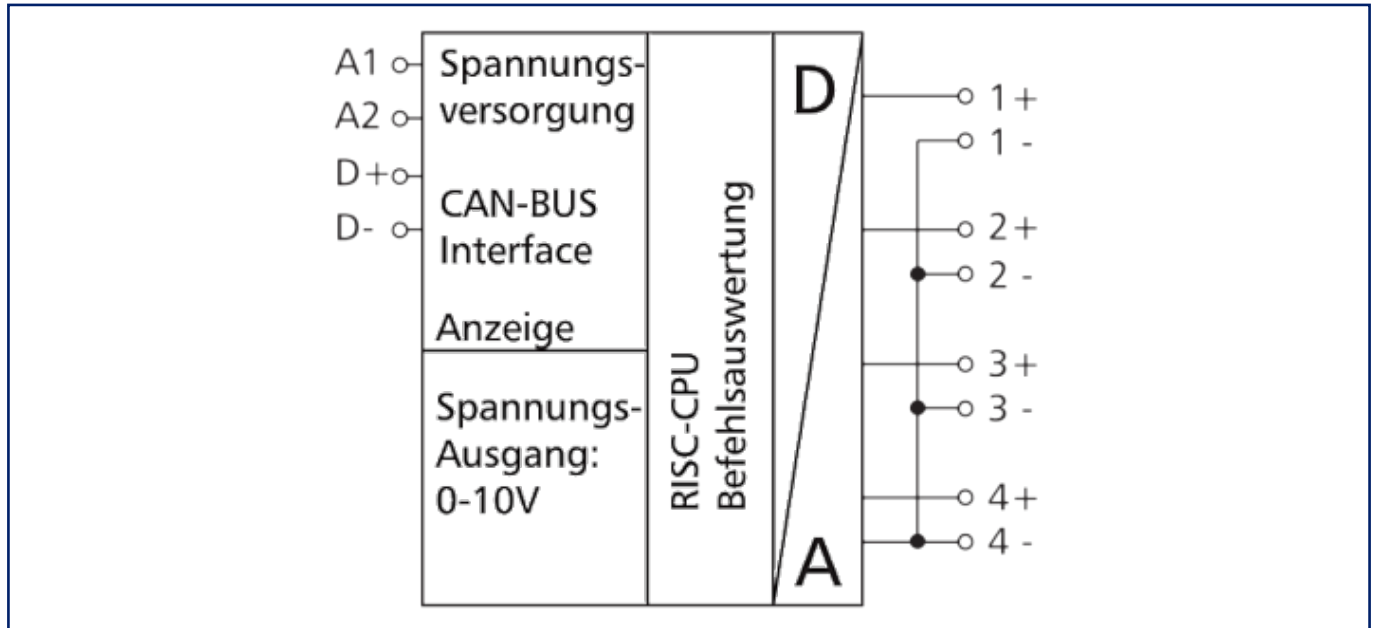 A1
A2
D+
D-
Spannungs-
versorgung
CAN-BUS
Interface
Anzeige
Spannungs-
Ausgang:
0-10V
RISC-CPU
Befehlsauswertung
D
A
1+
1 -
2+
2 -
3+
3 -
4+
4 -